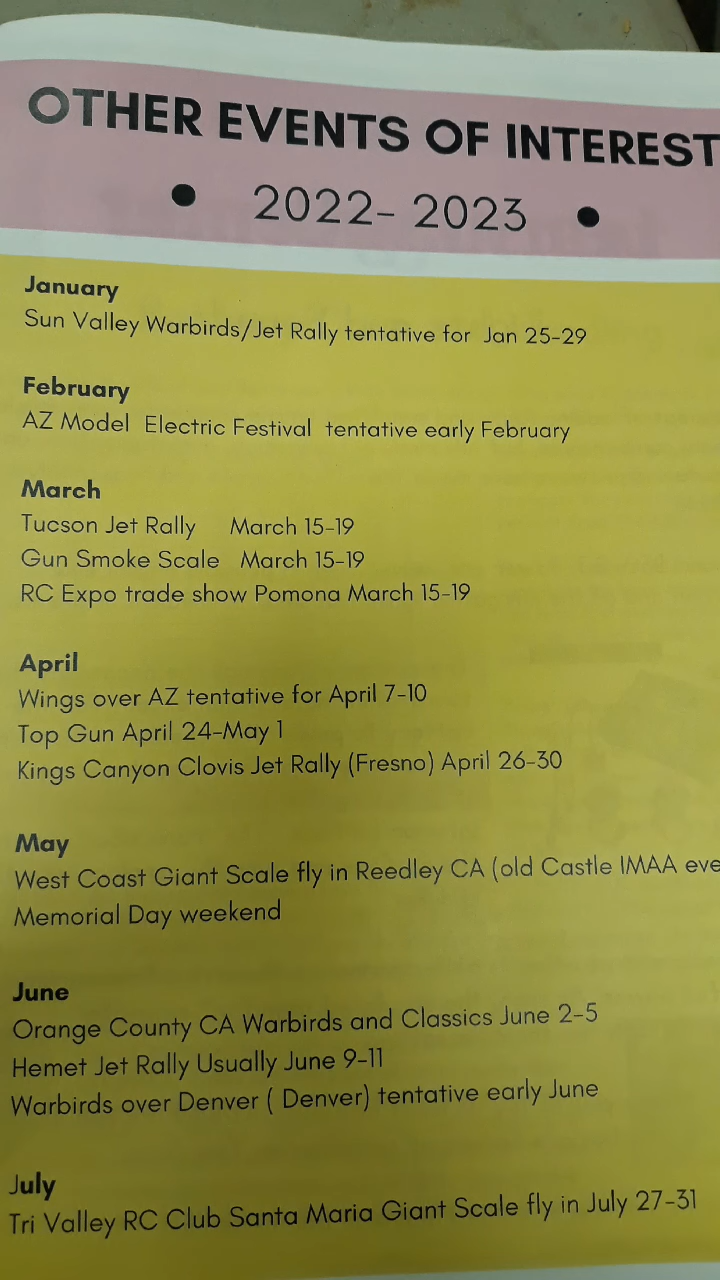 OTHER EVENTS OF INTEREST
• 2022- 2023 •
January
Sun Valley Warbirds/Jet Rally tentative for Jan 25-29
February
AZ Model Electric Festival tentative early February
March
Tucson Jet Rally March 15-19
Gun Smoke Scale March 15-19
RC Expo trade show Pomona March 15-19
April
Wings over AZ tentative for April 7-10
Top Gun April 24-May 1
Kings Canyon Clovis Jet Rally (Fresno) April 26-30
May
West Coast Giant Scale fly in Reedley CA (old Castle IMAA
Memorial Day weekend
June
Orange County CA Warbirds and Classics June 2-5
Hemet Jet Rally Usually June 9-11
Warbirds over Denver ( Denver) tentative early June
July
Tri Valley RC Club Santa Maria Giant Scale fly in July 27-31